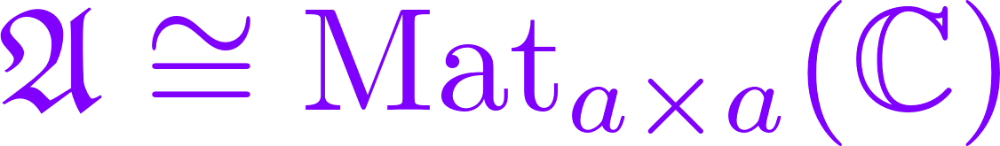 𝔄 ≅ Mat_{a×a}(ℂ)